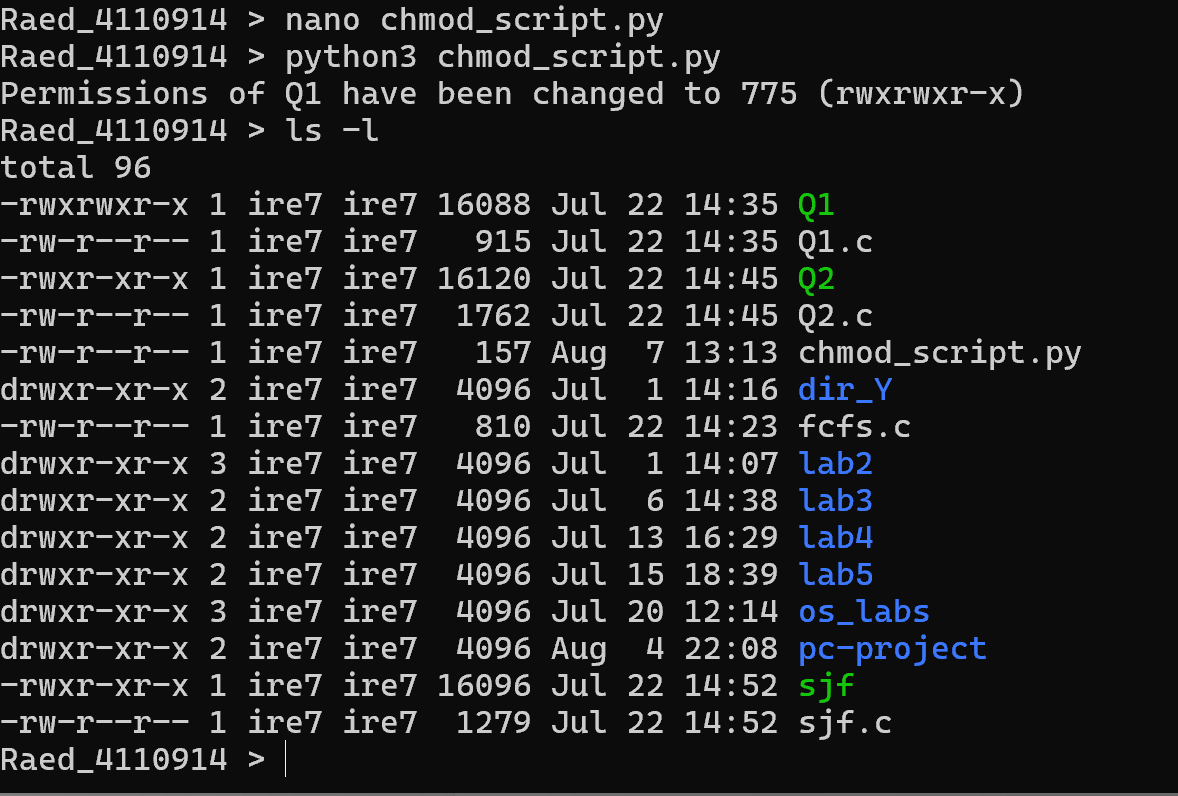 Raed_4110914 > nano chmod_script.py
Raed_4110914 > python3 chmod_script.py
Permissions of Q1 have been changed to 775 (rwxrwxr-x)
Raed_4110914 > ls -l
total 96
-rwxrwxr-x 1 ire7 ire7 16088 Jul 22 14:35 Q1
-rw-r--r-- 1 ire7 ire7   915 Jul 22 14:35 Q1.c
-rwxr-xr-x 1 ire7 ire7 16120 Jul 22 14:45 Q2
-rw-r--r-- 1 ire7 ire7  1762 Jul 22 14:45 Q2.c
-rw-r--r-- 1 ire7 ire7   157 Aug  7 13:13 chmod_script.py
drwxr-xr-x 2 ire7 ire7  4096 Jul  1 14:16 dir_Y
-rw-r--r-- 1 ire7 ire7   810 Jul 22 14:23 fcfs.c
drwxr-xr-x 3 ire7 ire7  4096 Jul  1 14:07 lab2
drwxr-xr-x 2 ire7 ire7  4096 Jul  6 14:38 lab3
drwxr-xr-x 2 ire7 ire7  4096 Jul 13 16:29 lab4
drwxr-xr-x 2 ire7 ire7  4096 Jul 15 18:39 lab5
drwxr-xr-x 3 ire7 ire7  4096 Jul 20 12:14 os_labs
drwxr-xr-x 2 ire7 ire7  4096 Aug  4 22:08 pc-project
-rwxr-xr-x 1 ire7 ire7 16096 Jul 22 14:52 sjf
-rw-r--r-- 1 ire7 ire7  1279 Jul 22 14:52 sjf.c
Raed_4110914 >